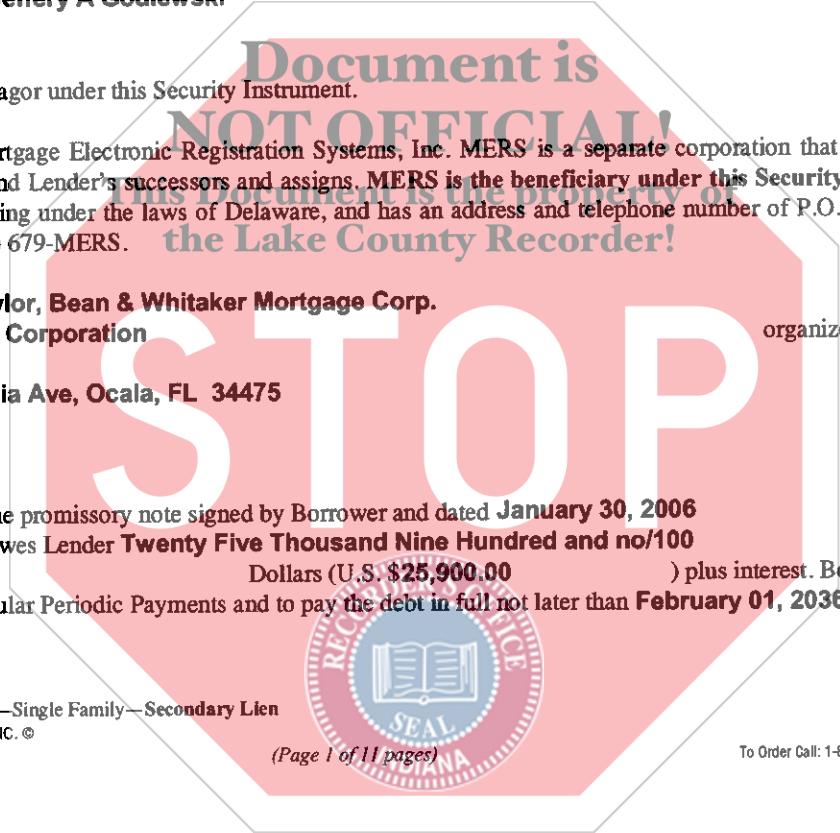 A Godlewski
Document is
agor under this Security Instrument.
NOT OFFICIAL!
rtgage Electronic Registration Systems, Inc. MERS is a separate corporation that
nd Lender's successors and assigns. MERS is the beneficiary under this Security
This Document is the property of
ing under the laws of Delaware, and has an address and telephone number of P.O.
679-MERS.
the Lake County Recorder!
ylor, Bean & Whitaker Mortgage Corp.
Corporation organiz
STOP
ia Ave, Ocala, FL 34475
e promissory note signed by Borrower and dated January 30, 2006
wes Lender Twenty Five Thousand Nine Hundred and no/100
Dollars (U.S. $25,900.00 ) plus interest. Bo
ular Periodic Payments and to pay the debt in full not later than February 01, 2036
RECORDER'S OFFICE
SEAL
INDIANA
—Single Family—Secondary Lien
NC. ©
(Page 1 of 11 pages)
To Order Call: 1-8